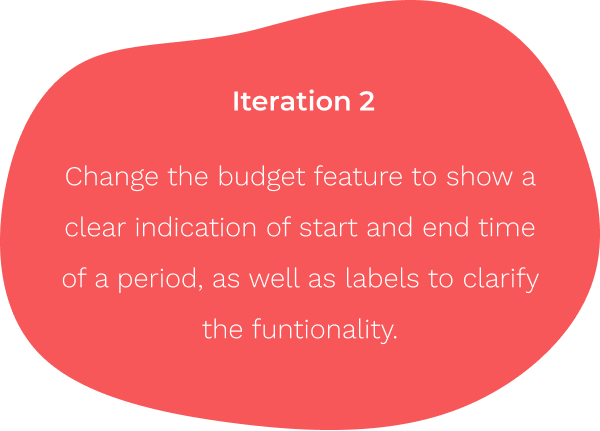 Iteration 2
Change the budget feature to show a
clear indication of start and end time
of a period, as well as labels to clarify
the funtionality.